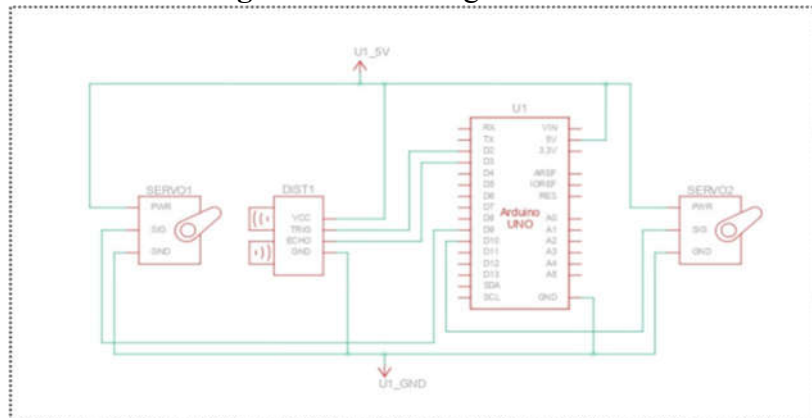 U1_5V
U1
RX
TX
D2
D3
D4
D5
D6
D7
D8
D9
D10
D11
D12
D13
SDA
SCL
VIN
5V
3.3V
AREF
IOREF
RES
A0
A1
A2
A3
A4
A5
GND
Arduino
UNO
SERVO1
PWR
SIG
GND
DIST1
VCC
TRIG
ECHO
GND
SERVO2
PWR
SIG
GND
U1_GND